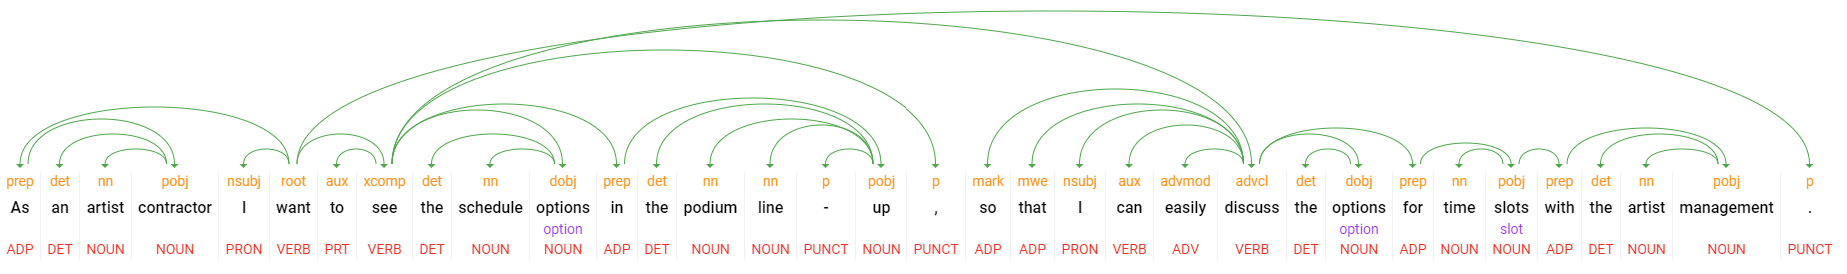 prep det nn pobj nsubj root aux xcomp det nn dobj prep det nn nn p pobj p mark mwe nsubj aux advmod advcl det dobj prep nn pobj prep det nn pobj p
As an artist contractor I want to see the schedule options in the podium line - up , so that I can easily discuss the options for time slots with the artist management .
option option slot
ADP DET NOUN NOUN PRON VERB PRT VERB DET NOUN NOUN ADP DET NOUN NOUN PUNCT NOUN PUNCT ADP ADP PRON VERB ADV VERB DET NOUN ADP NOUN NOUN ADP DET NOUN NOUN PUNCT